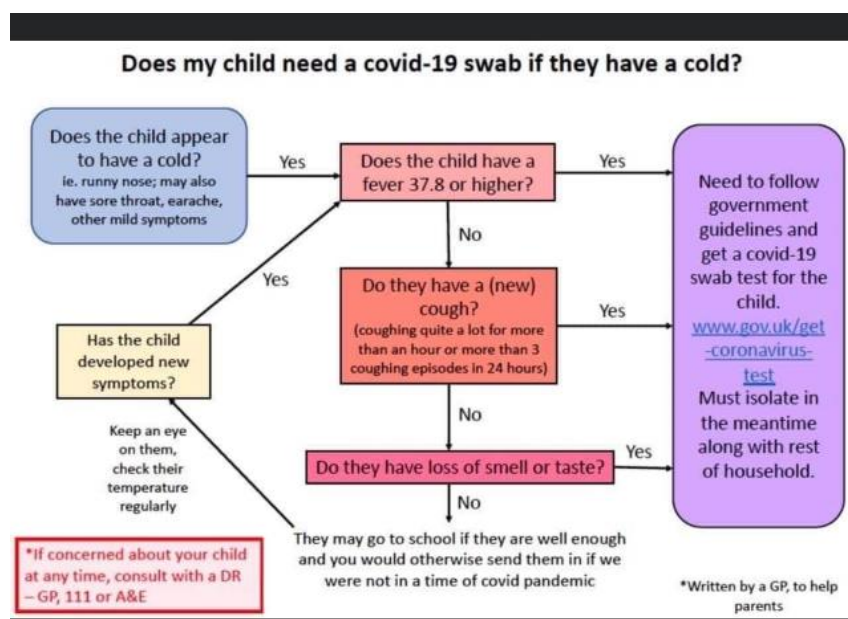 Does my child need a covid-19 swab if they have a cold?
Does the child appear
to have a cold?
ie. runny nose; may also
have sore throat, earache,
other mild symptoms
Yes
Does the child have a
fever 37.8 or higher?
Yes
Need to follow
government
guidelines and
get a covid-19
swab test for the
child.
www.gov.uk/get
-coronavirus-
test
Must isolate in
the meantime
along with rest
of household.
No
Yes
Do they have a (new)
cough?
(coughing quite a lot for more
than an hour or more than 3
coughing episodes in 24 hours)
Yes
Has the child
developed new
symptoms?
No
Keep an eye
on them,
check their
temperature
regularly
Do they have loss of smell or taste?
Yes
No
They may go to school if they are well enough
and you would otherwise send them in if we
were not in a time of covid pandemic
*If concerned about your child
at any time, consult with a DR
– GP, 111 or A&E
*Written by a GP, to help
parents